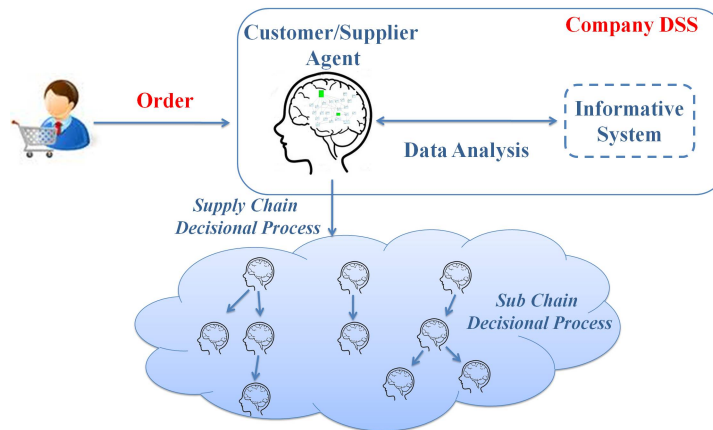 Customer/Supplier
Agent
Company DSS
Order
Informative
System
Data Analysis
Supply Chain
Decisional Process
Sub Chain
Decisional Process